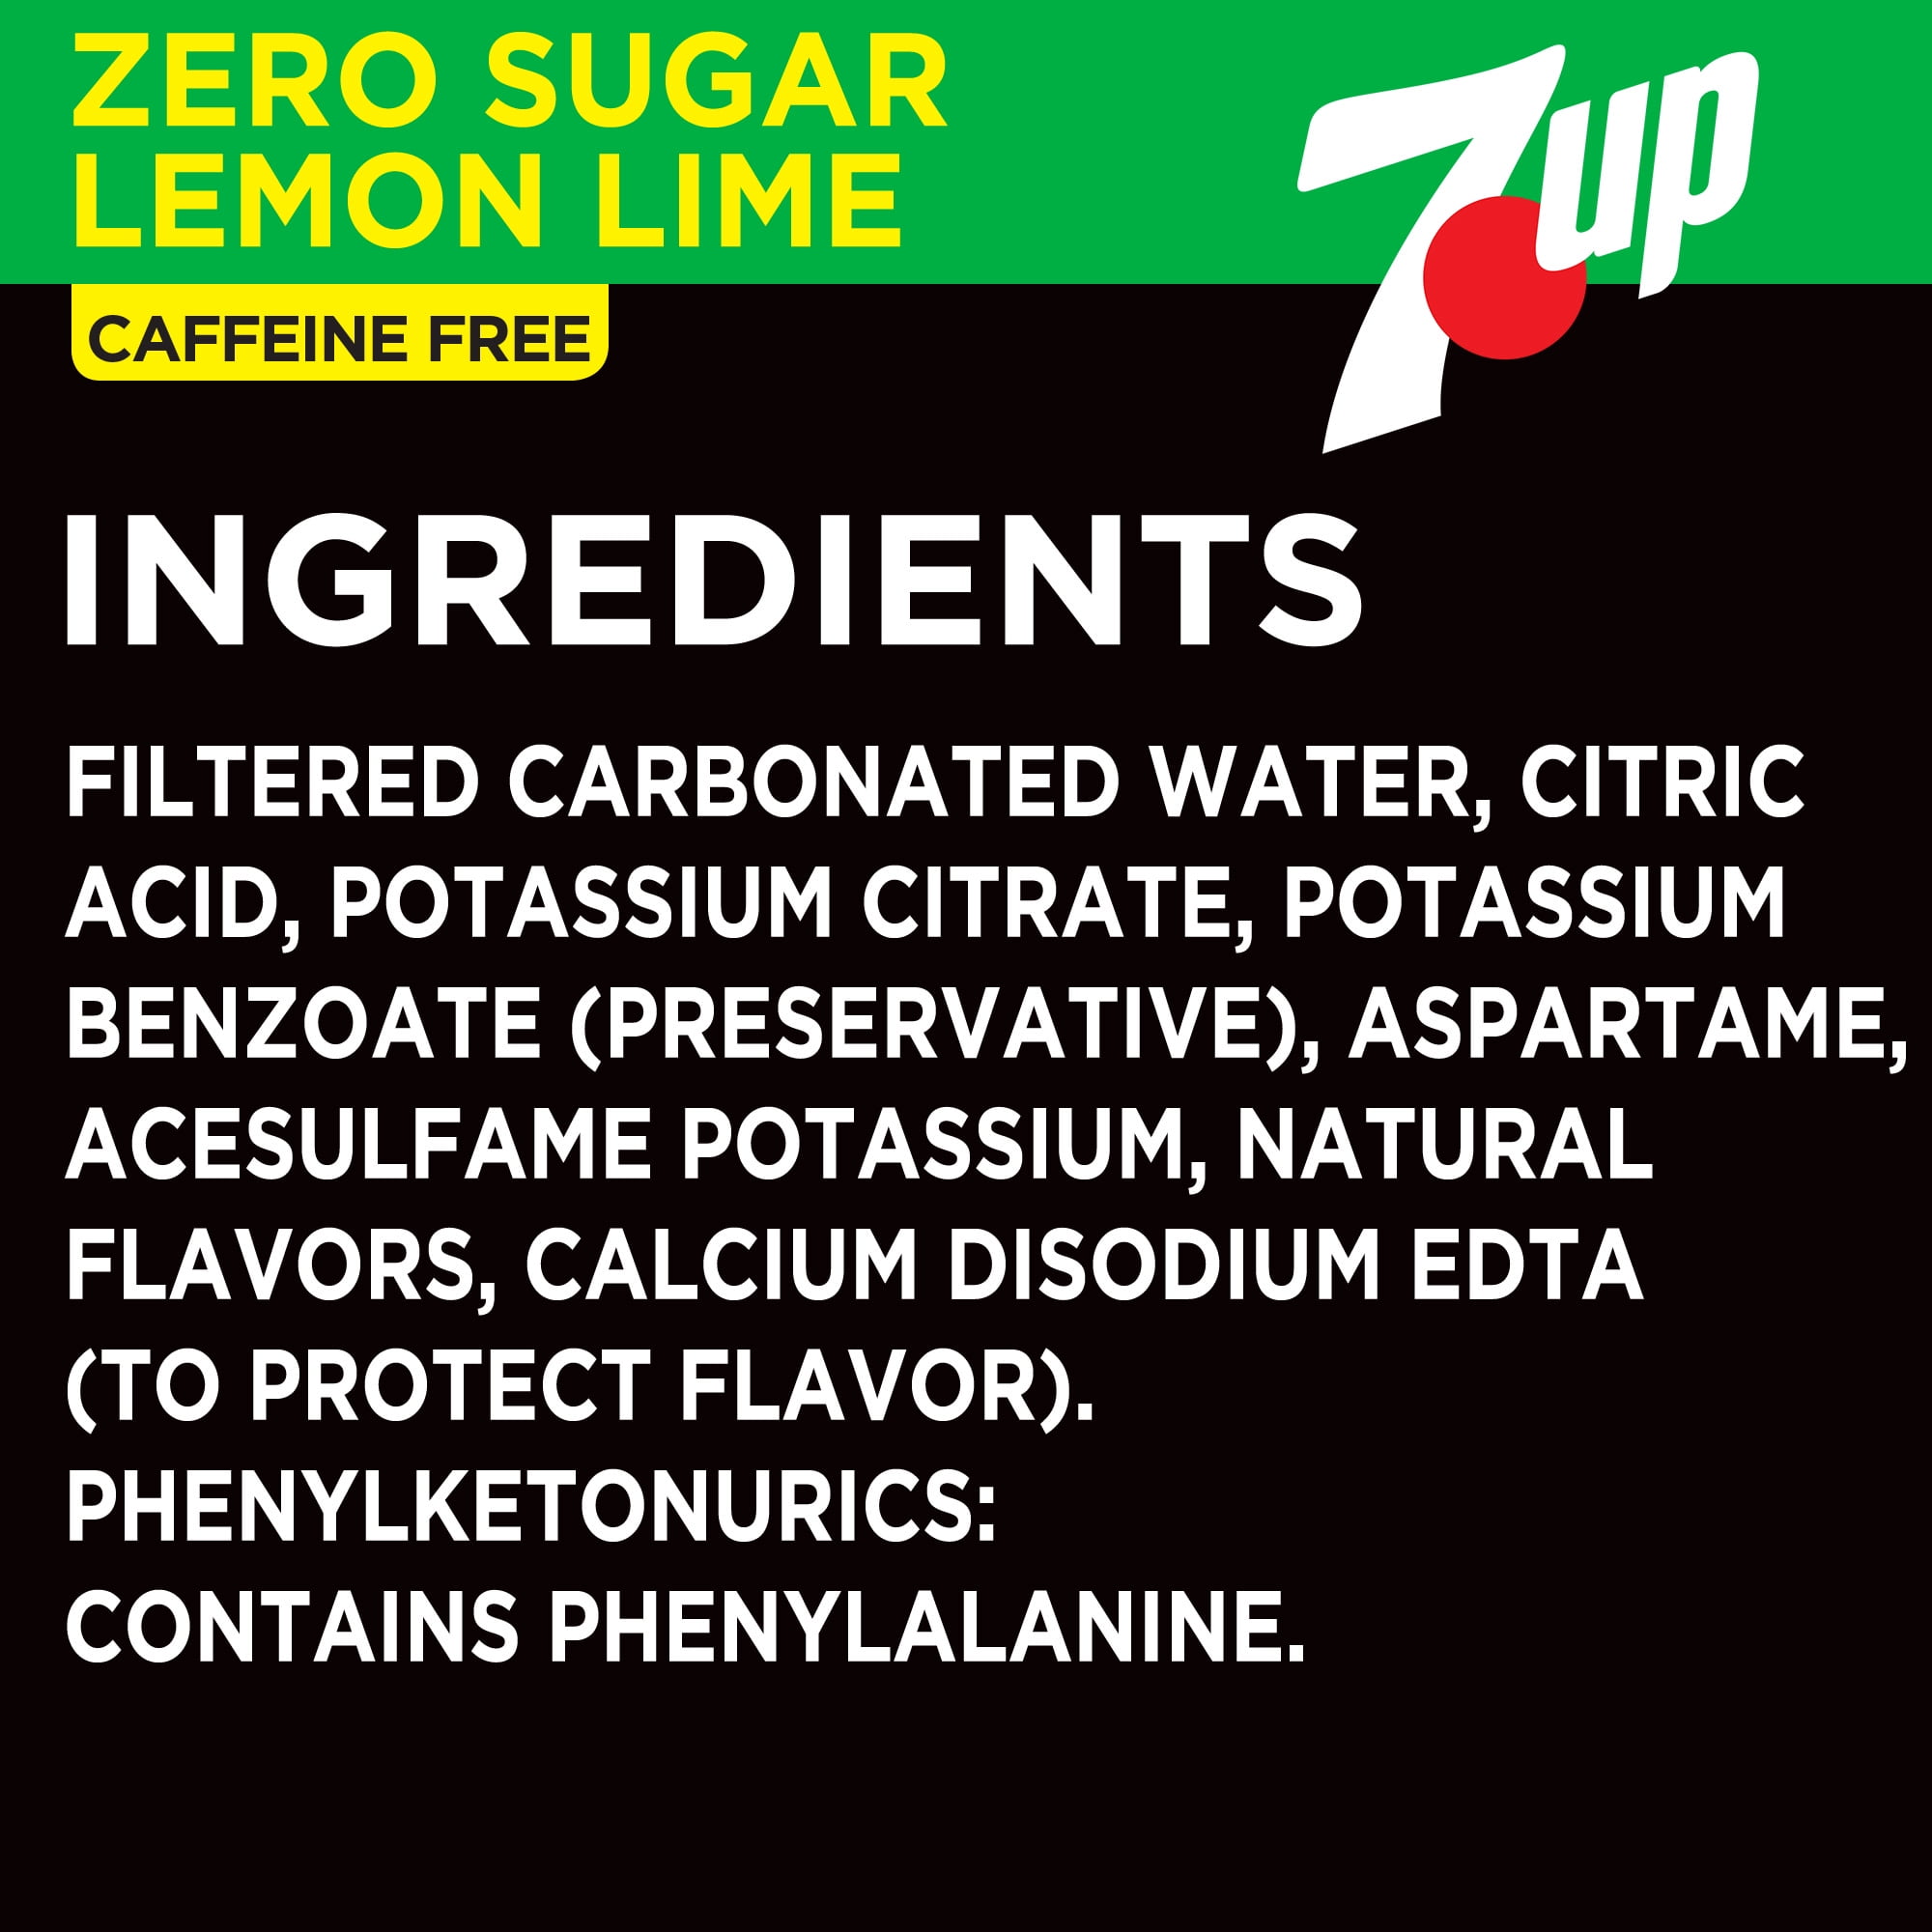 ZERO SUGAR
LEMON LIME
7up
CAFFEINE FREE
INGREDIENTS
FILTERED CARBONATED WATER, CITRIC
ACID, POTASSIUM CITRATE, POTASSIUM
BENZOATE (PRESERVATIVE), ASPARTAME,
ACESULFAME POTASSIUM, NATURAL
FLAVORS, CALCIUM DISODIUM EDTA
(TO PROTECT FLAVOR).
PHENYLKETONURICS:
CONTAINS PHENYLALANINE.